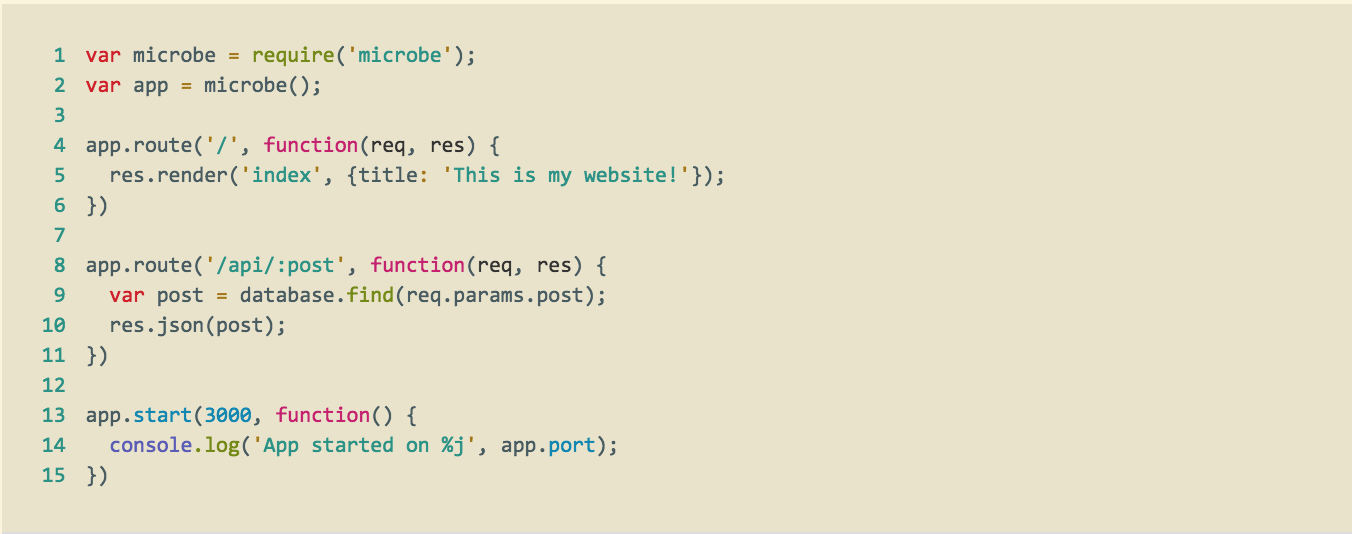 1 var microbe = require('microbe');
2 var app = microbe();
3
4 app.route('/', function(req, res) {
5   res.render('index', {title: 'This is my website!'});
6 })
7
8 app.route('/api/:post', function(req, res) {
9   var post = database.find(req.params.post);
10   res.json(post);
11 })
12
13 app.start(3000, function() {
14   console.log('App started on %j', app.port);
15 })